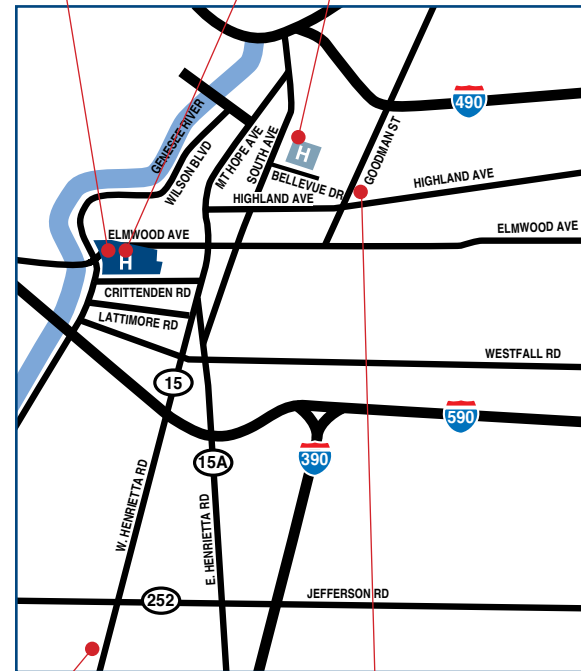 490
GENESEE RIVER
WILSON BLVD
MT HOPE AVE
SOUTH AVE
H
GOODMAN ST
BELLEVUE DR
HIGHLAND AVE
HIGHLAND AVE
ELMWOOD AVE
ELMWOOD AVE
H
CRITTENDEN RD
LATTIMORE RD
WESTFALL RD
15
590
15A
390
W. HENRIETTA RD
E. HENRIETTA RD
252
JEFFERSON RD